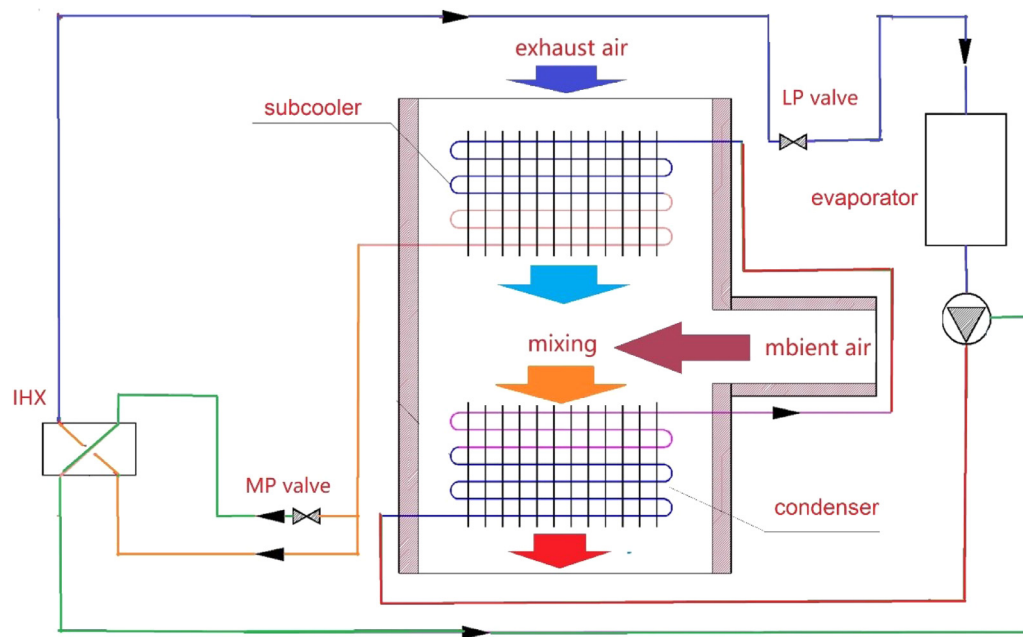 exhaust air
subcooler
LP valve
evaporator
mixing
mbient air
IHX
MP valve
condenser